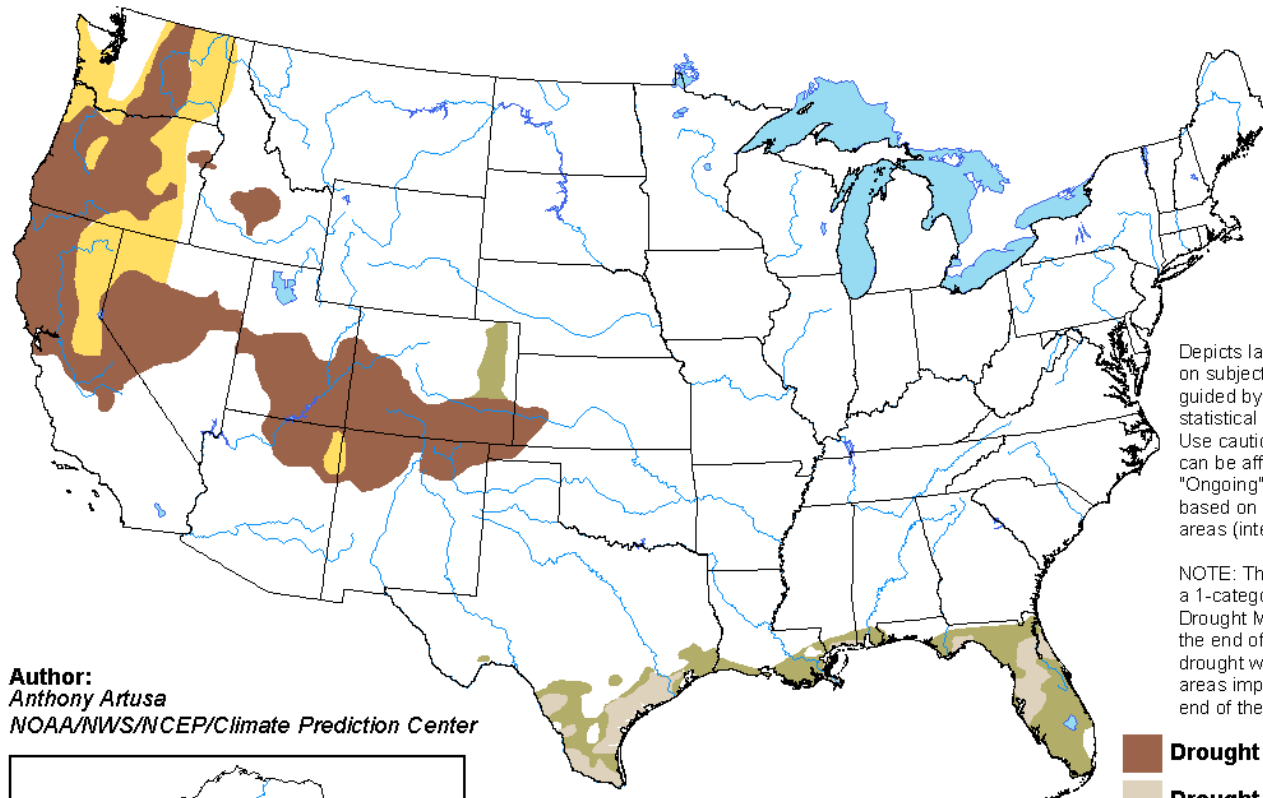 Depicts la
on subject
guided by
statistical
Use cautio
can be affe
"Ongoing"
based on
areas (inte
NOTE: Th
a 1-catego
Drought M
the end of
drought w
areas imp
end of the
Author:
Anthony Artusa
NOAA/NWS/NCEP/Climate Prediction Center
Drought
Drought